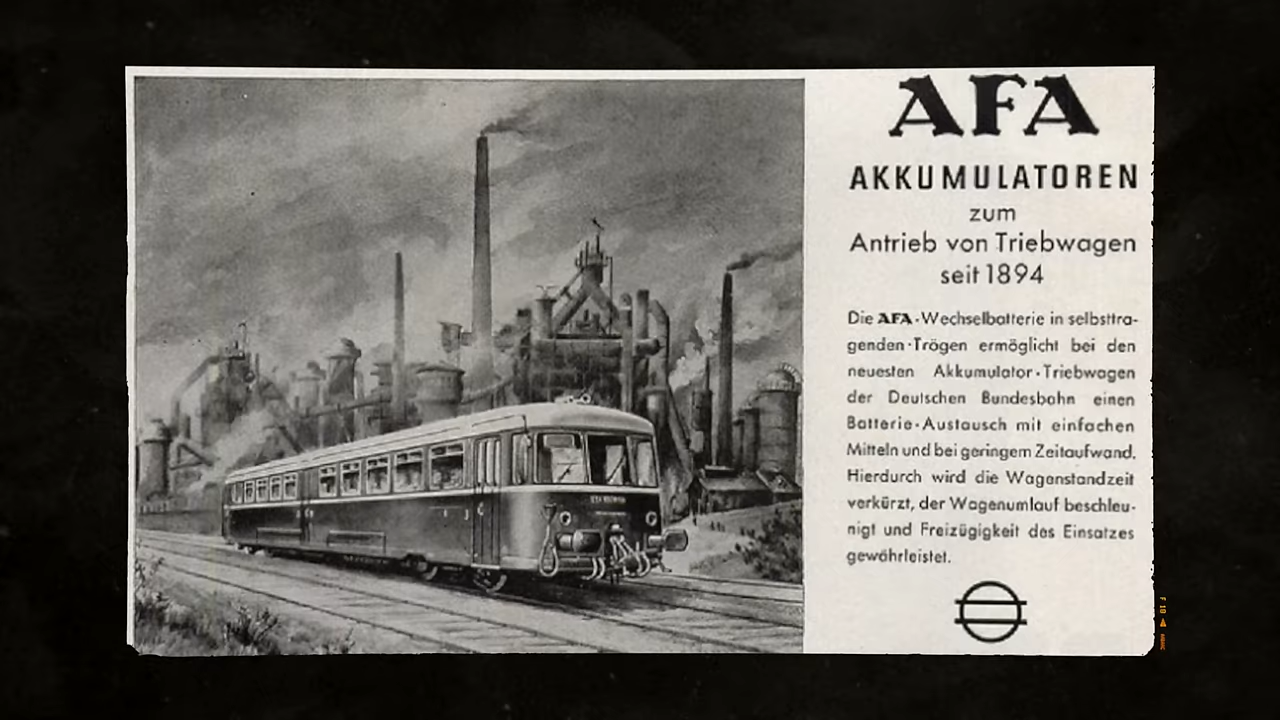 AFA
AKKUMULATOREN
zum
Antrieb von Triebwagen
seit 1894
Die AFA-Wechselbatterie in selbsttra-
genden-Trögen ermöglicht bei den
neuesten Akkumulator-Triebwagen
der Deutschen Bundesbahn einen
Batterie-Austausch mit einfachen
Mitteln und bei geringem Zeitaufwand.
Hierdurch wird die Wagenstandzeit
verkürzt, der Wagenumlauf beschleu-
nigt und Freizügigkeit des Einsatzes
gewährleistet.